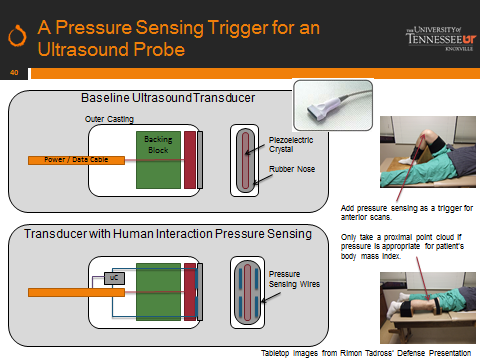 A Pressure Sensing Trigger for an
Ultrasound Probe
THE UNIVERSITY OF
TENNESSEE UT
KNOXVILLE
40
Baseline Ultrasound Transducer
Outer Casting
Backing
Block
Power / Data Cable
Piezoelectric
Crystal
Rubber Nose
Add pressure sensing as a trigger for
anterior scans.
Only take a proximal point cloud if
pressure is appropriate for patient's
body mass index.
Transducer with Human Interaction Pressure Sensing
uC
Pressure
Sensing Wires
Tabletop Images from Rimon Tadross' Defense Presentation